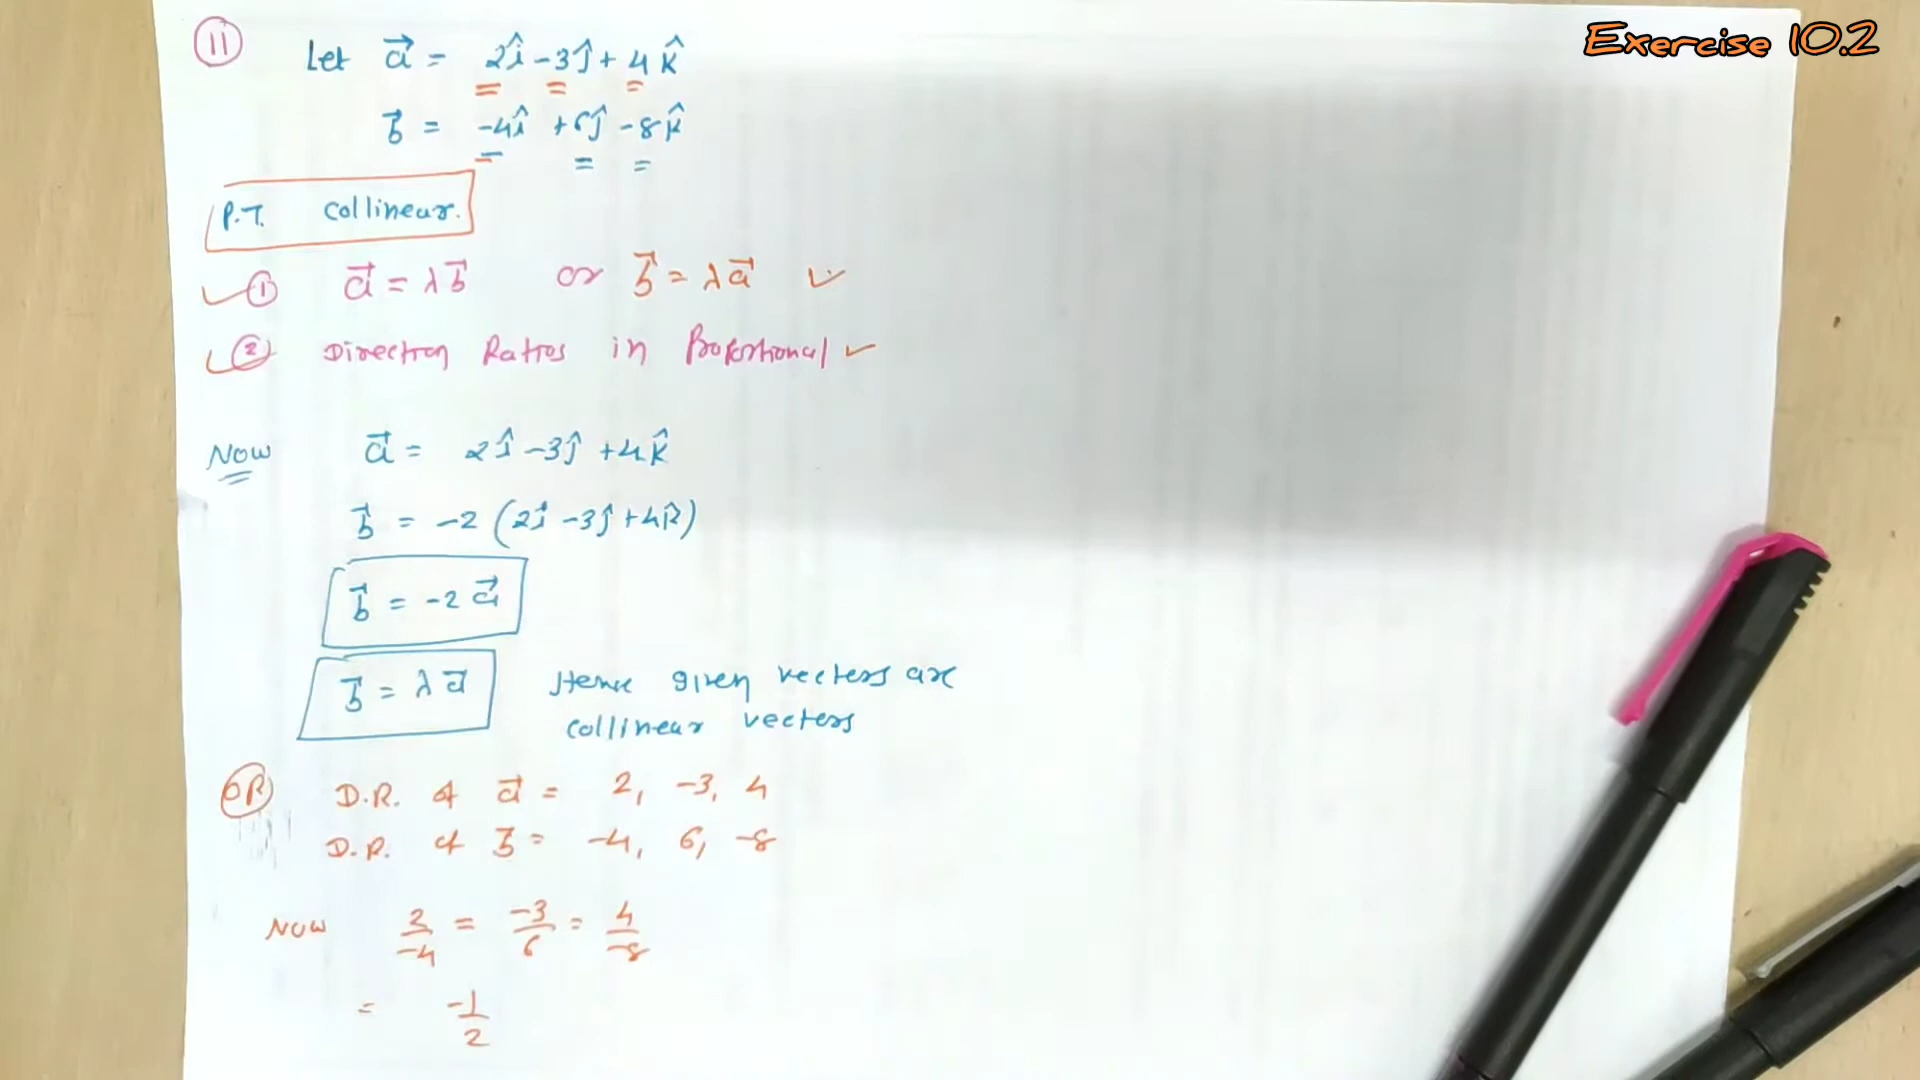 Exercise 10.2
11 Let a⃗ = 2î - 3ĵ + 4k̂
b⃗ = -4î + 6ĵ - 8k̂
P.T. collinear.
① a⃗ = λb⃗ or b⃗ = λa⃗ ✓
② Direction Ratios in Proportional ✓
Now a⃗ = 2î - 3ĵ + 4k̂
b⃗ = -2 (2î - 3ĵ + 4k̂)
b⃗ = -2a⃗
b⃗ = λa⃗ Hence given vectors are
collinear vectors
OR D.R. of a⃗ = 2, -3, 4
D.R. of b⃗ = -4, 6, -8
Now 2/-4 = -3/6 = 4/-8
= -1/2